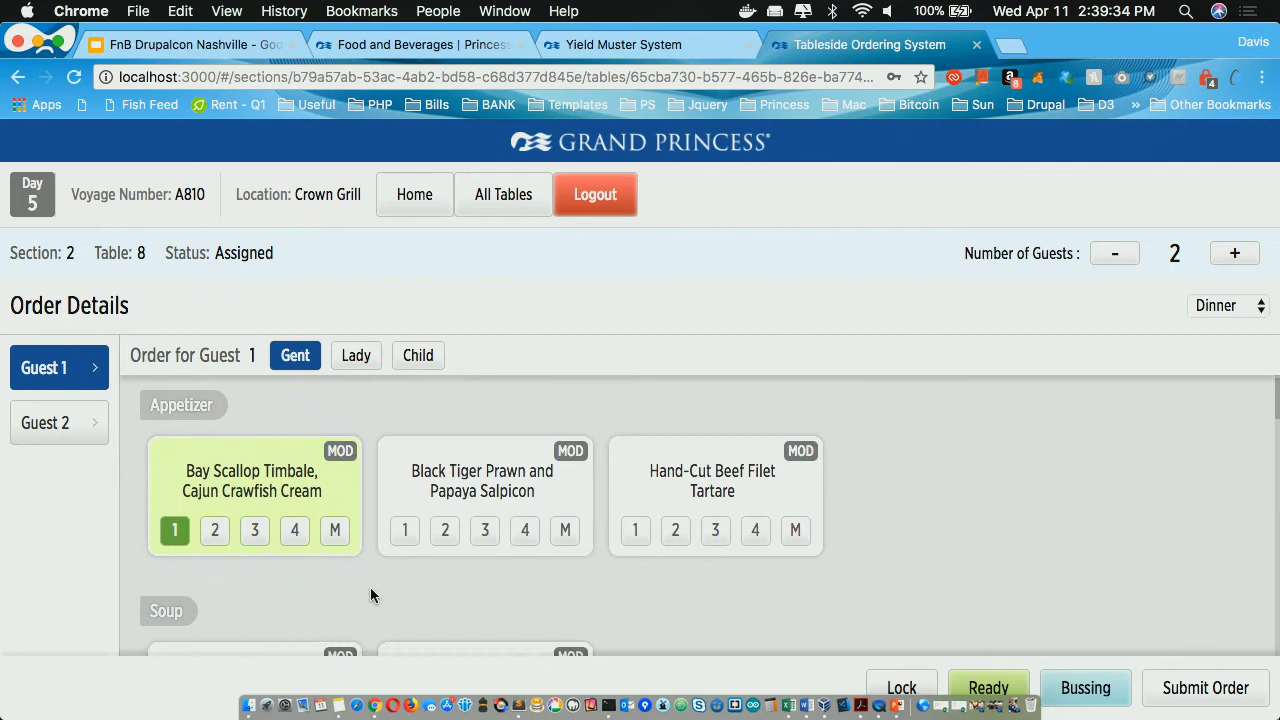 Chrome File Edit View History Bookmarks People Window Help 100% Wed Apr 11 2:39:34 PM
FnB Drupalcon Nashville - Goo Food and Beverages | Princess Yield Muster System Tableside Ordering System Davis
localhost:3000/#/sections/b79a57ab-53ac-4ab2-bd58-c68d377d845e/tables/65cba730-b577-465b-826e-ba774... 8 4
Apps Fish Feed Rent - Q1 Useful PHP Bills BANK Templates PS Jquery Princess Mac Bitcoin Sun Drupal D3 » Other Bookmarks
GRAND PRINCESS
Day 5 Voyage Number: A810 Location: Crown Grill Home All Tables Logout
Section: 2 Table: 8 Status: Assigned Number of Guests : - 2 +
Order Details Dinner
Guest 1 Order for Guest 1 Gent Lady Child
Guest 2
Appetizer
MOD MOD MOD
Bay Scallop Timbale, Black Tiger Prawn and Hand-Cut Beef Filet
Cajun Crawfish Cream Papaya Salpicon Tartare
1 2 3 4 M 1 2 3 4 M 1 2 3 4 M
Soup
MOD MOD
Lock Ready Bussing Submit Order